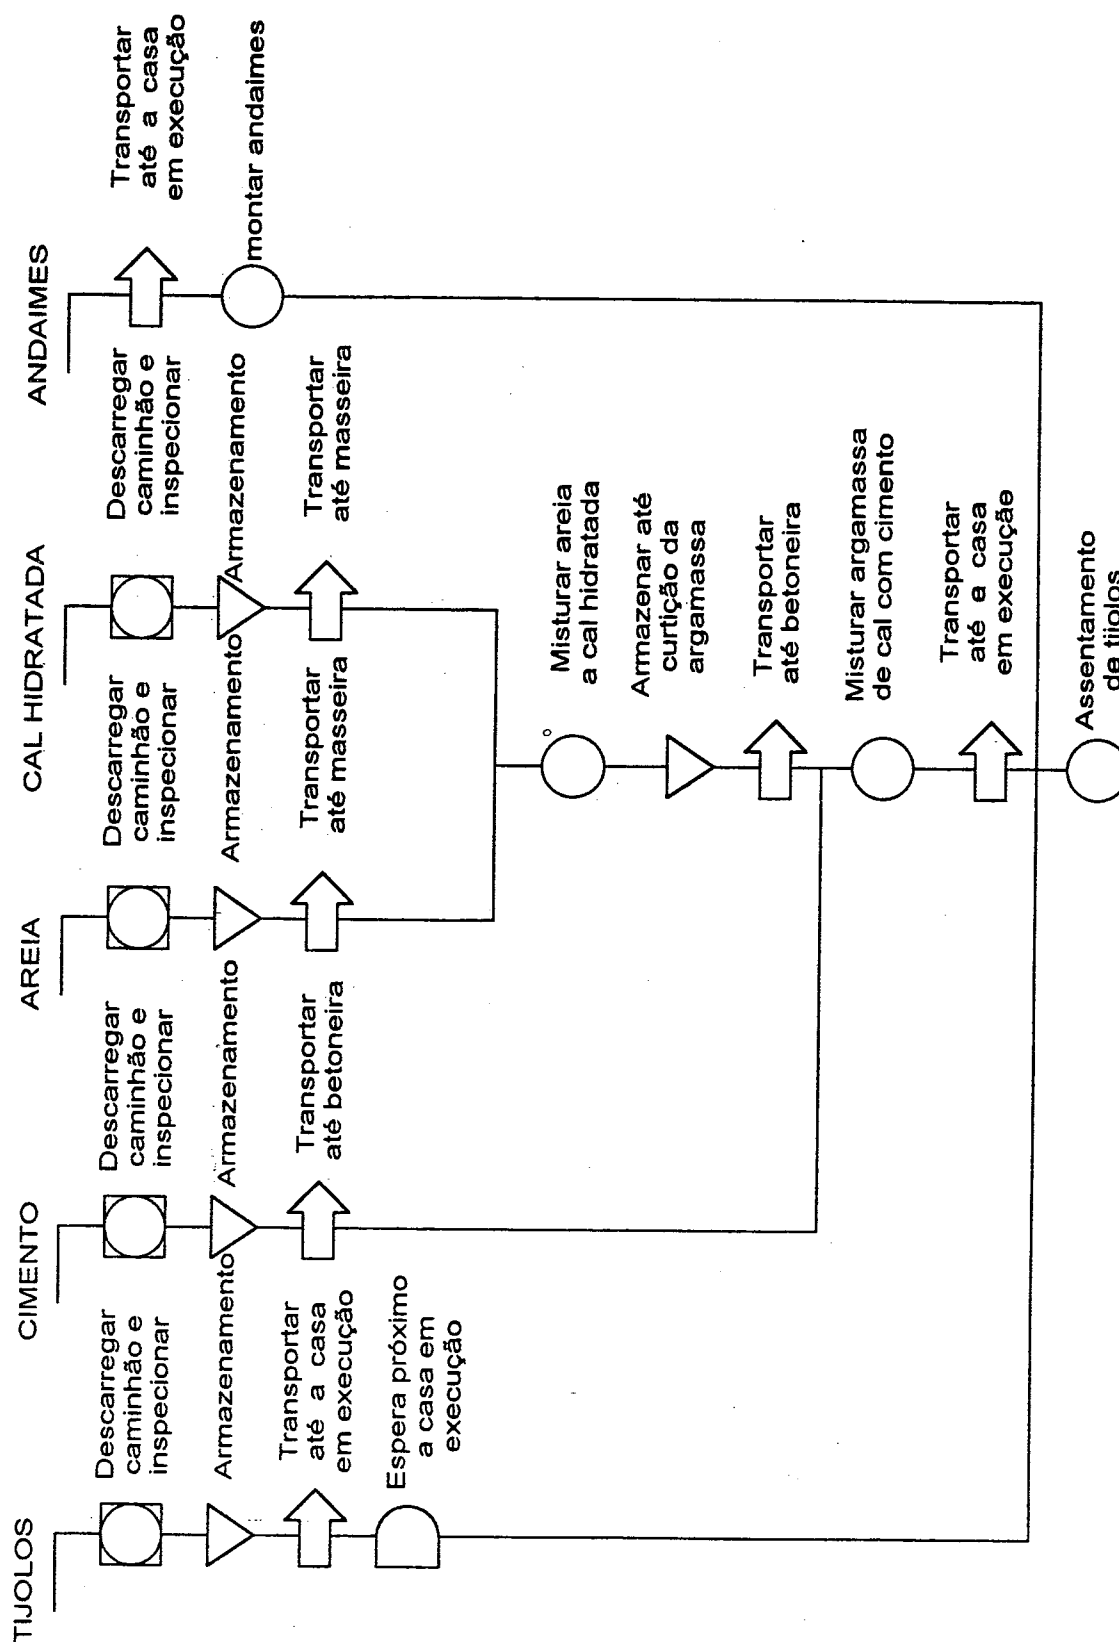 TIJOLOS
Descarregar
caminhão e
inspecionar
Armazenamento
Transportar
até a casa
em execução
Espera próximo
a casa em
execução
CIMENTO
Descarregar
caminhão e
inspecionar
Armazenamento
Transportar
até betoneira
AREIA
Descarregar
caminhão e
inspecionar
Armazenamento
Transportar
até masseira
CAL HIDRATADA
Descarregar
caminhão e
inspecionar
Armazenamento
Transportar
até masseira
ANDAIMES
Transportar
até a casa
em execução
montar andaimes
Misturar areia
a cal hidratada
Armazenar até
curtição da
argamassa
Transportar
até betoneira
Misturar argamassa
de cal com cimento
Transportar
até a casa
em execuçãe
Assentamento
de tijolos